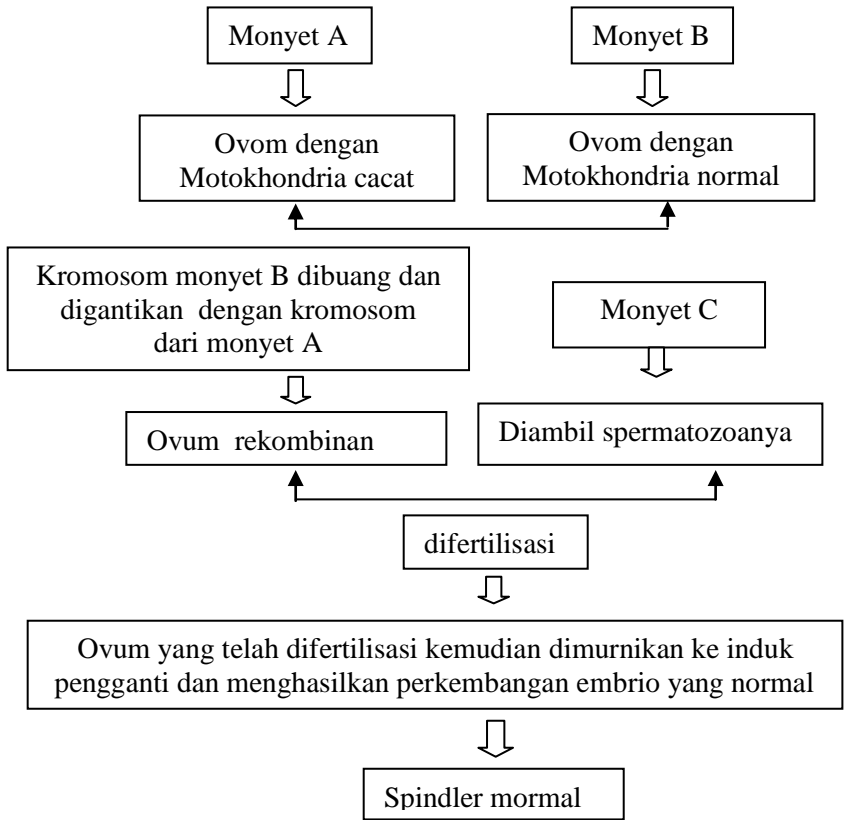 Monyet A
Monyet B
Ovom dengan
Motokhondria cacat
Ovom dengan
Motokhondria normal
Kromosom monyet B dibuang dan
digantikan dengan kromosom
dari monyet A
Monyet C
Ovum rekombinan
Diambil spermatozoanya
difertilisasi
Ovum yang telah difertilisasi kemudian dimurnikan ke induk
pengganti dan menghasilkan perkembangan embrio yang normal
Spindler mormal